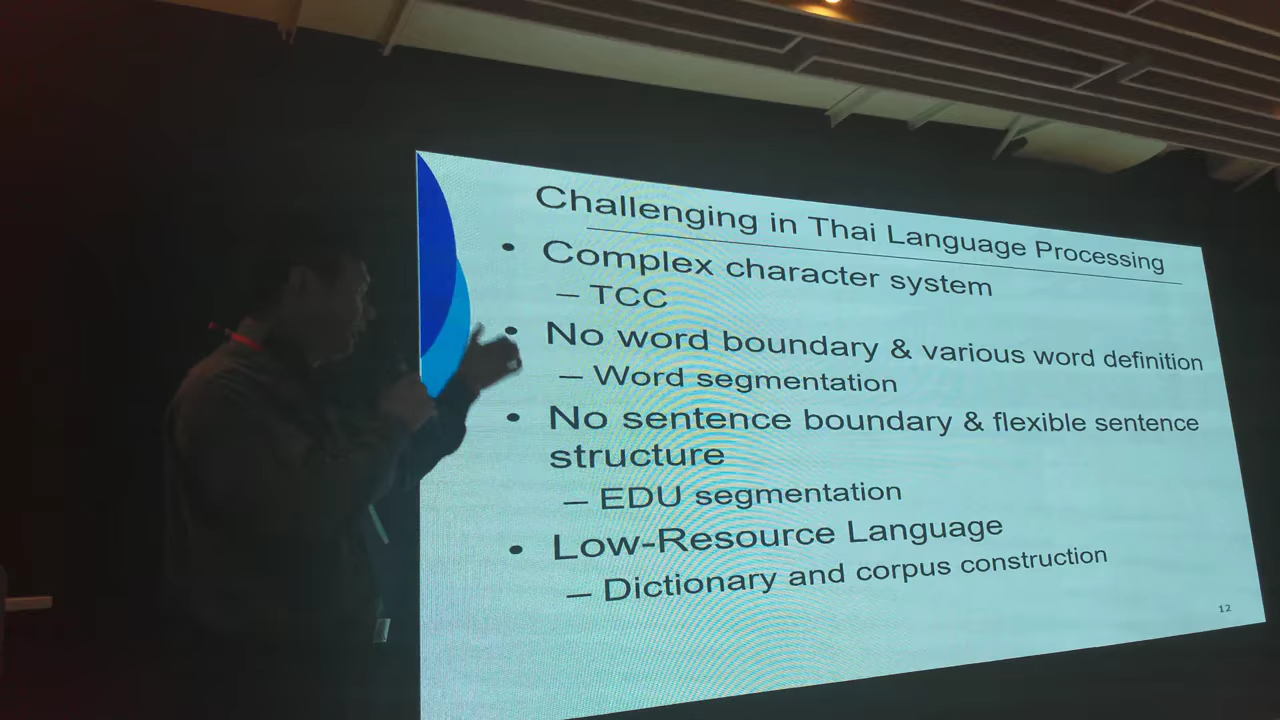 Challenging in Thai Language Processing
• Complex character system
– TCC
• No word boundary & various word definition
– Word segmentation
• No sentence boundary & flexible sentence
structure
– EDU segmentation
• Low-Resource Language
– Dictionary and corpus construction
12